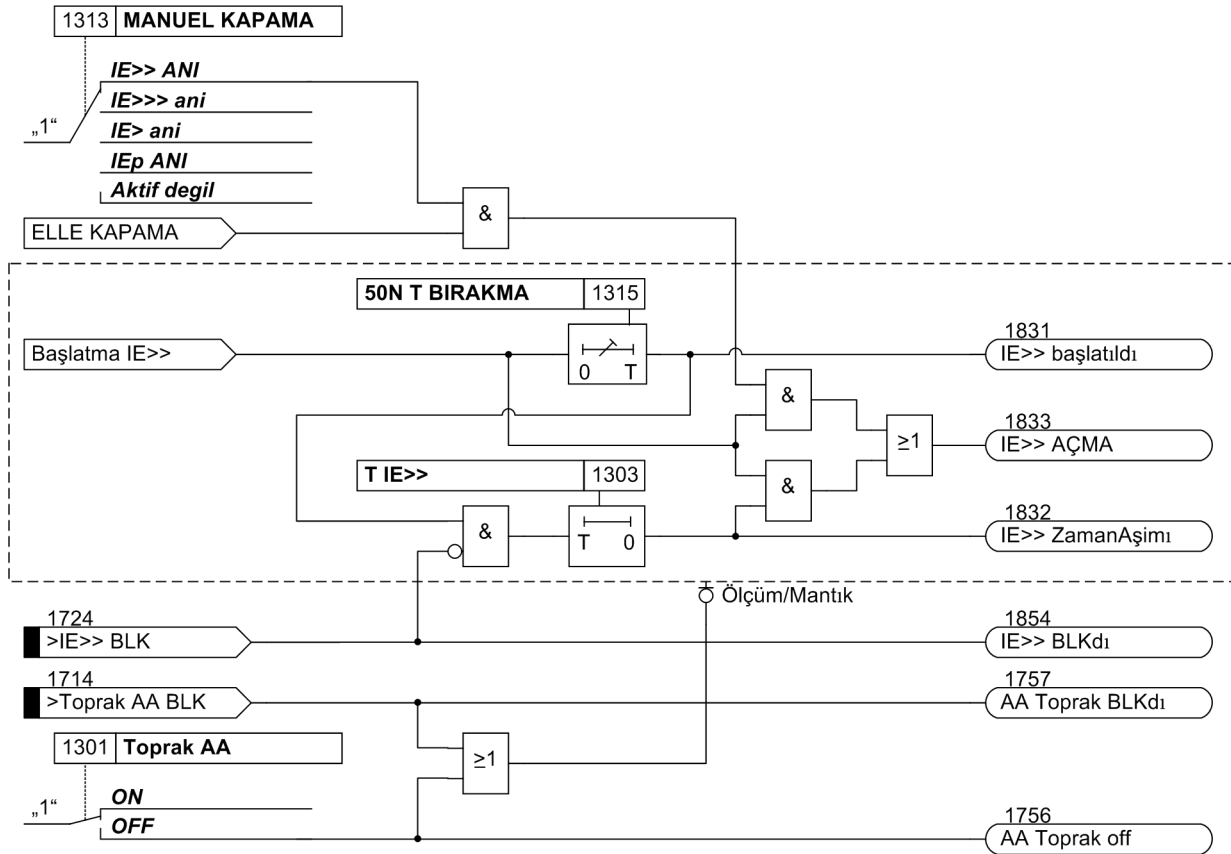 1313 MANUEL KAPAMA
IE>> ANI
IE>>> ani
„1“
IE> ani
IEp ANI
Aktif degil
&
ELLE KAPAMA
50N T BIRAKMA 1315
Başlatma IE>>
0 T
1831
IE>> başlatıldı
&
1833
≥1
IE>> AÇMA
T IE>> 1303
&
&
T 0
1832
IE>> ZamanAşimı
Ölçüm/Mantık
1724
>IE>> BLK
1854
IE>> BLKdı
1714
>Toprak AA BLK
1757
AA Toprak BLKdı
1301 Toprak AA
≥1
„1“
ON
OFF
1756
AA Toprak off